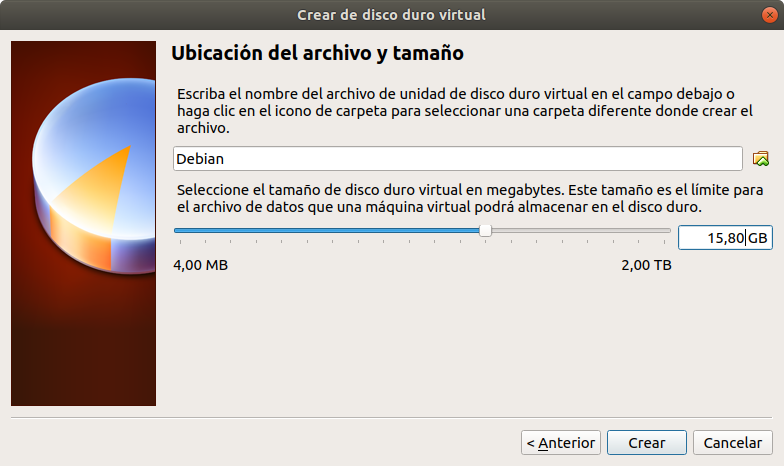 Crear de disco duro virtual
Ubicación del archivo y tamaño
Escriba el nombre del archivo de unidad de disco duro virtual en el campo debajo o
haga clic en el icono de carpeta para seleccionar una carpeta diferente donde crear el
archivo.
Debian
Seleccione el tamaño de disco duro virtual en megabytes. Este tamaño es el límite para
el archivo de datos que una máquina virtual podrá almacenar en el disco duro.
15,80 GB
4,00 MB 2,00 TB
< Anterior Crear Cancelar